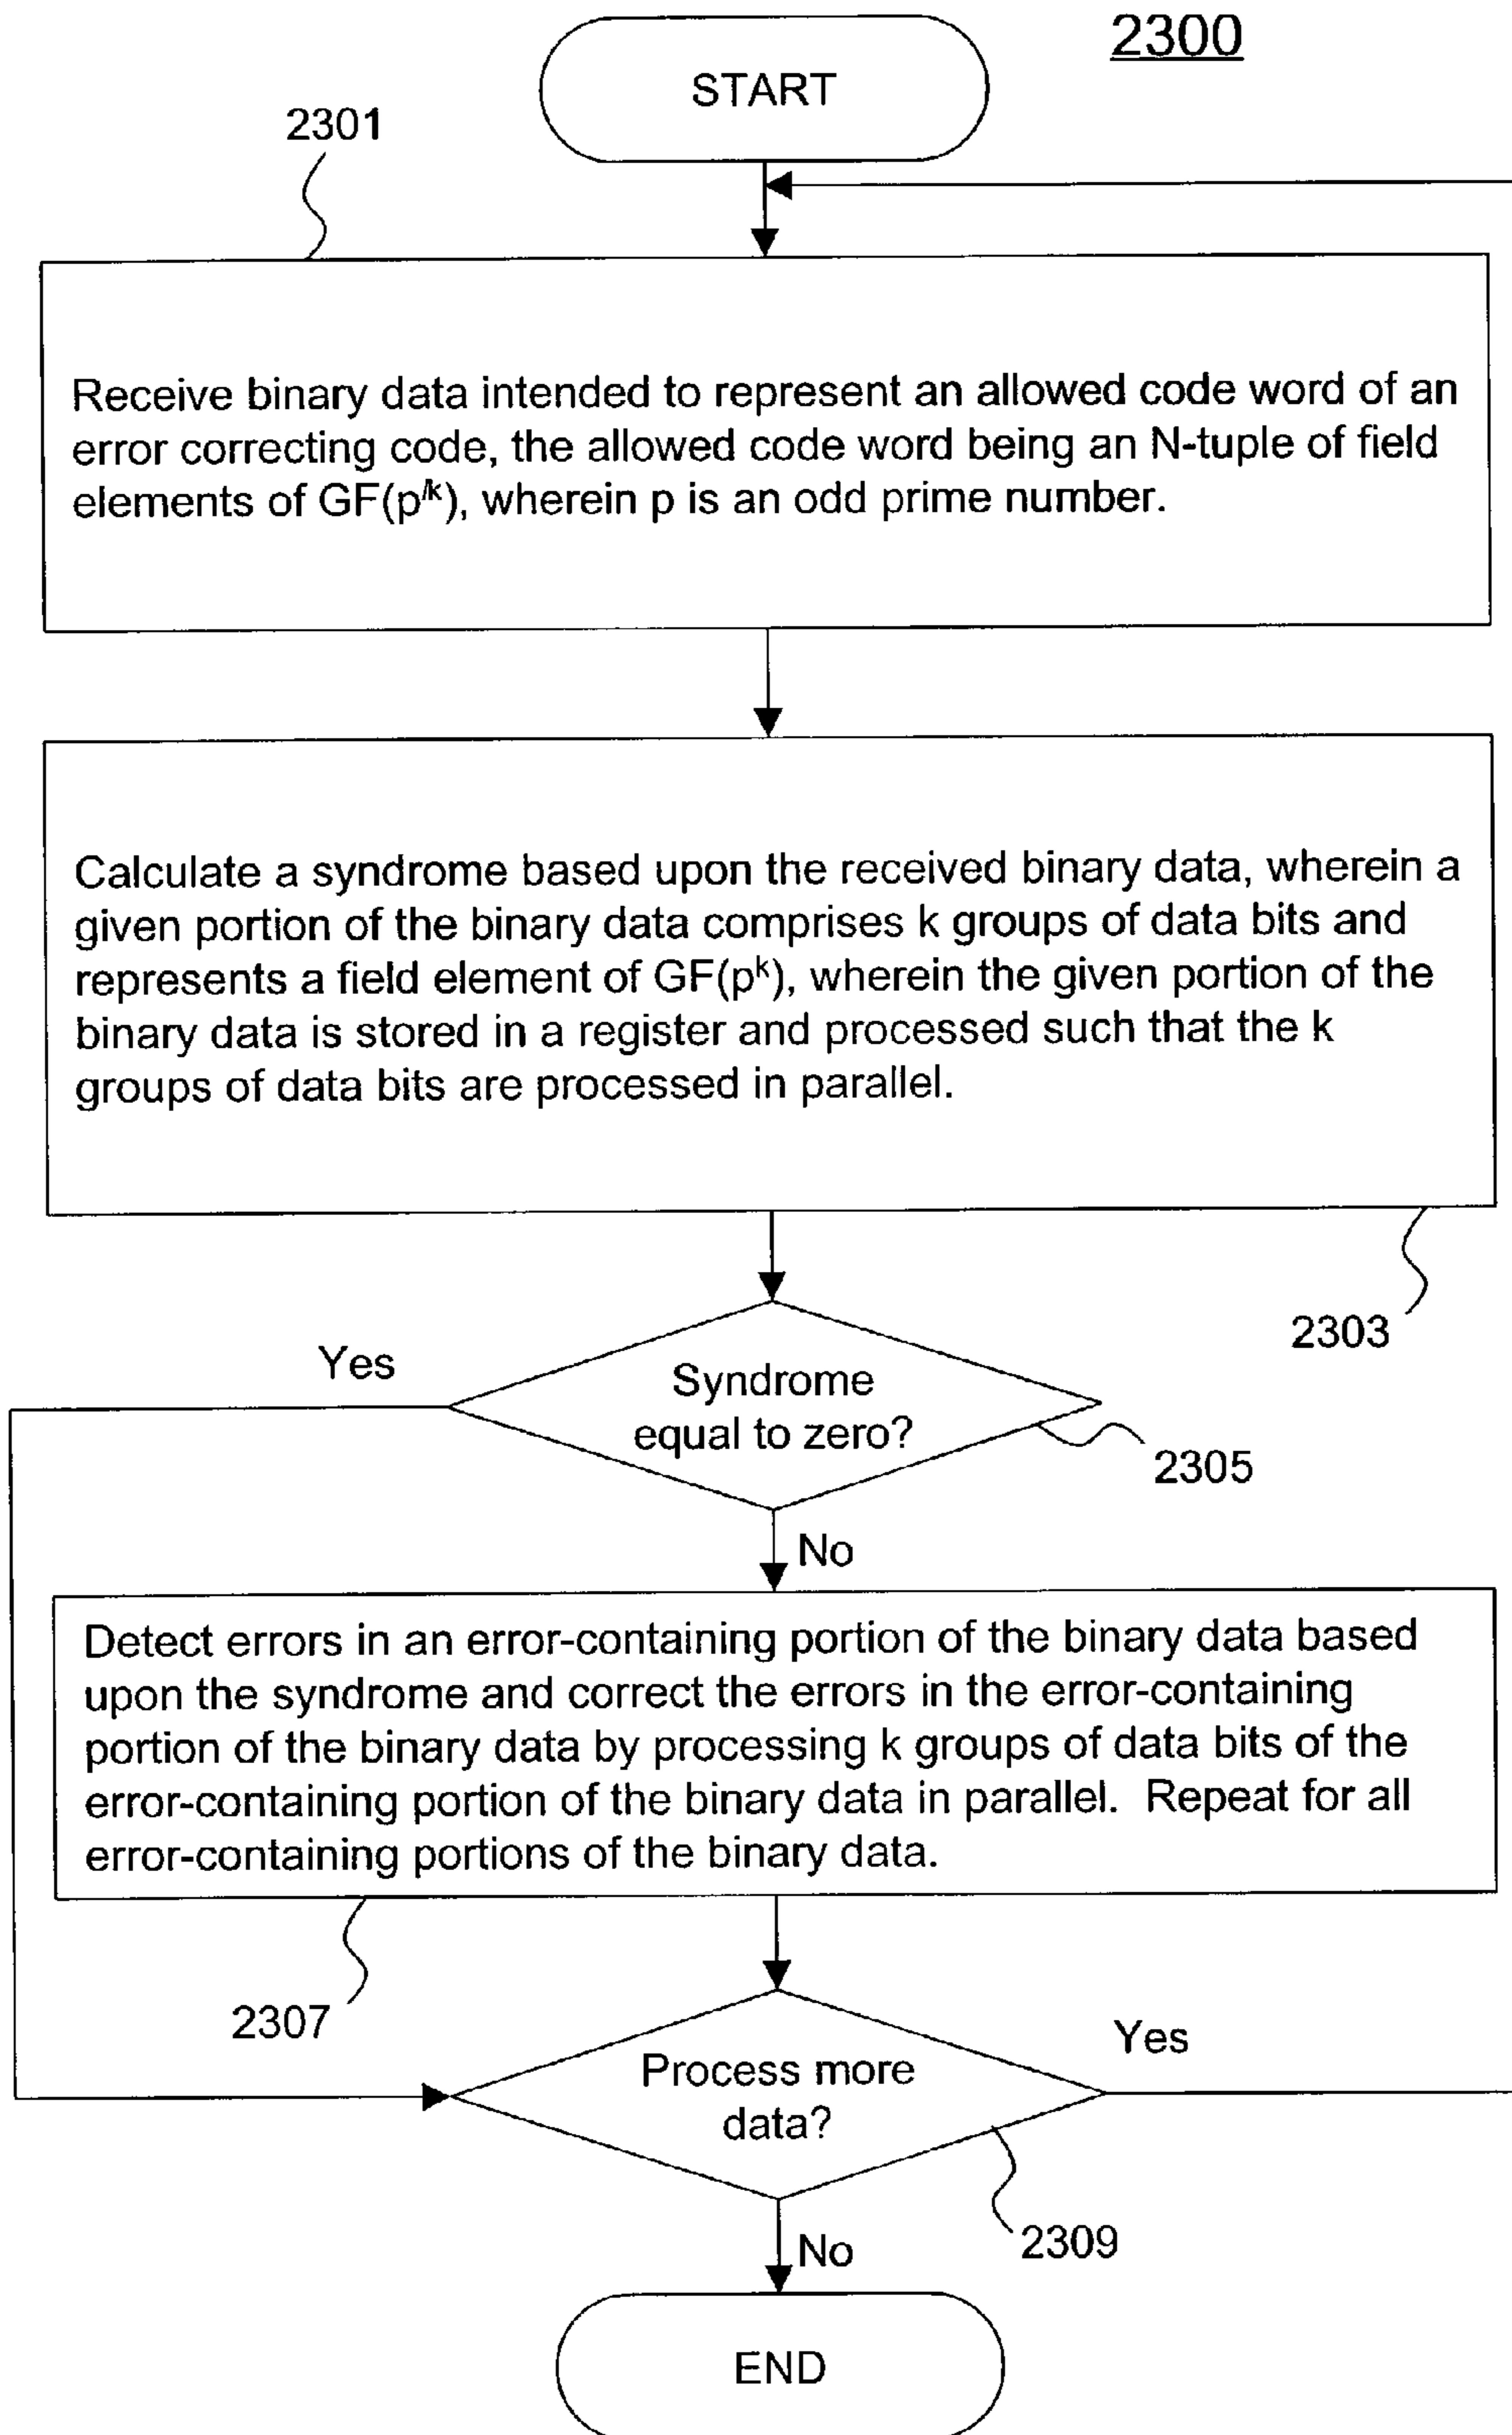 2300
START
2301
Receive binary data intended to represent an allowed code word of an
error correcting code, the allowed code word being an N-tuple of field
elements of GF(p^k), wherein p is an odd prime number.
Calculate a syndrome based upon the received binary data, wherein a
given portion of the binary data comprises k groups of data bits and
represents a field element of GF(p^k), wherein the given portion of the
binary data is stored in a register and processed such that the k
groups of data bits are processed in parallel.
2303
Yes
Syndrome
equal to zero?
2305
No
Detect errors in an error-containing portion of the binary data based
upon the syndrome and correct the errors in the error-containing
portion of the binary data by processing k groups of data bits of the
error-containing portion of the binary data in parallel. Repeat for all
error-containing portions of the binary data.
2307
Yes
Process more
data?
2309
No
END